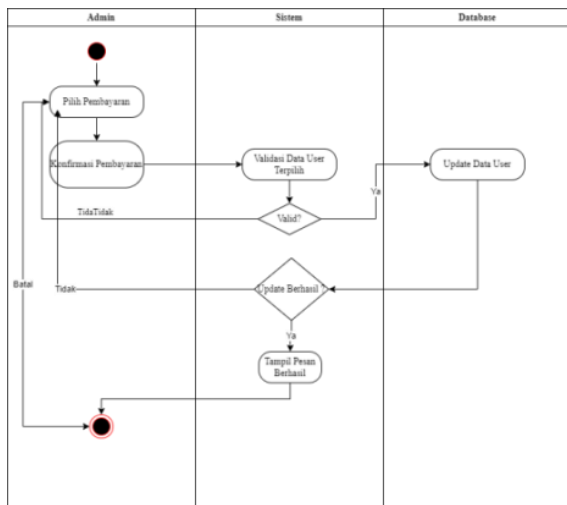 Admin
Sistem
Database
Pilih Pembayaran
Konfirmasi Pembayaran
Validasi Data User
Terpilih
Update Data User
Ya
TidaTidak
Valid?
Batal
Tidak
Update Berhasil ?
Ya
Tampil Pesan
Berhasil